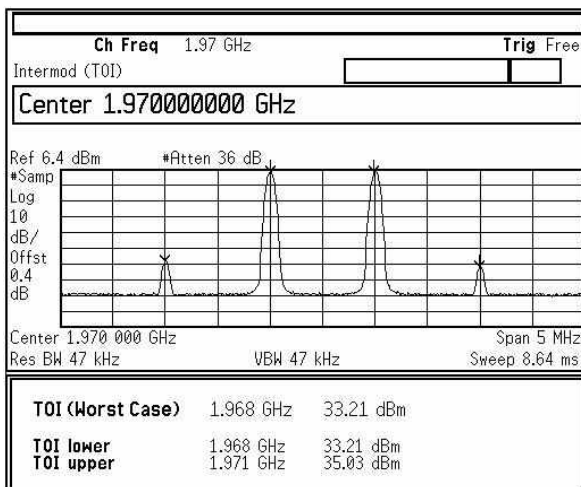 Ch Freq 1.97 GHz Trig Free
Intermod (TOI)
Center 1.970000000 GHz
Ref 6.4 dBm #Atten 36 dB
#Samp
Log
10
dB/
Offst
0.4
dB
Center 1.970 000 GHz Span 5 MHz
Res BW 47 kHz VBW 47 kHz Sweep 8.64 ms
TOI (Worst Case) 1.968 GHz 33.21 dBm
TOI lower 1.968 GHz 33.21 dBm
TOI upper 1.971 GHz 35.03 dBm